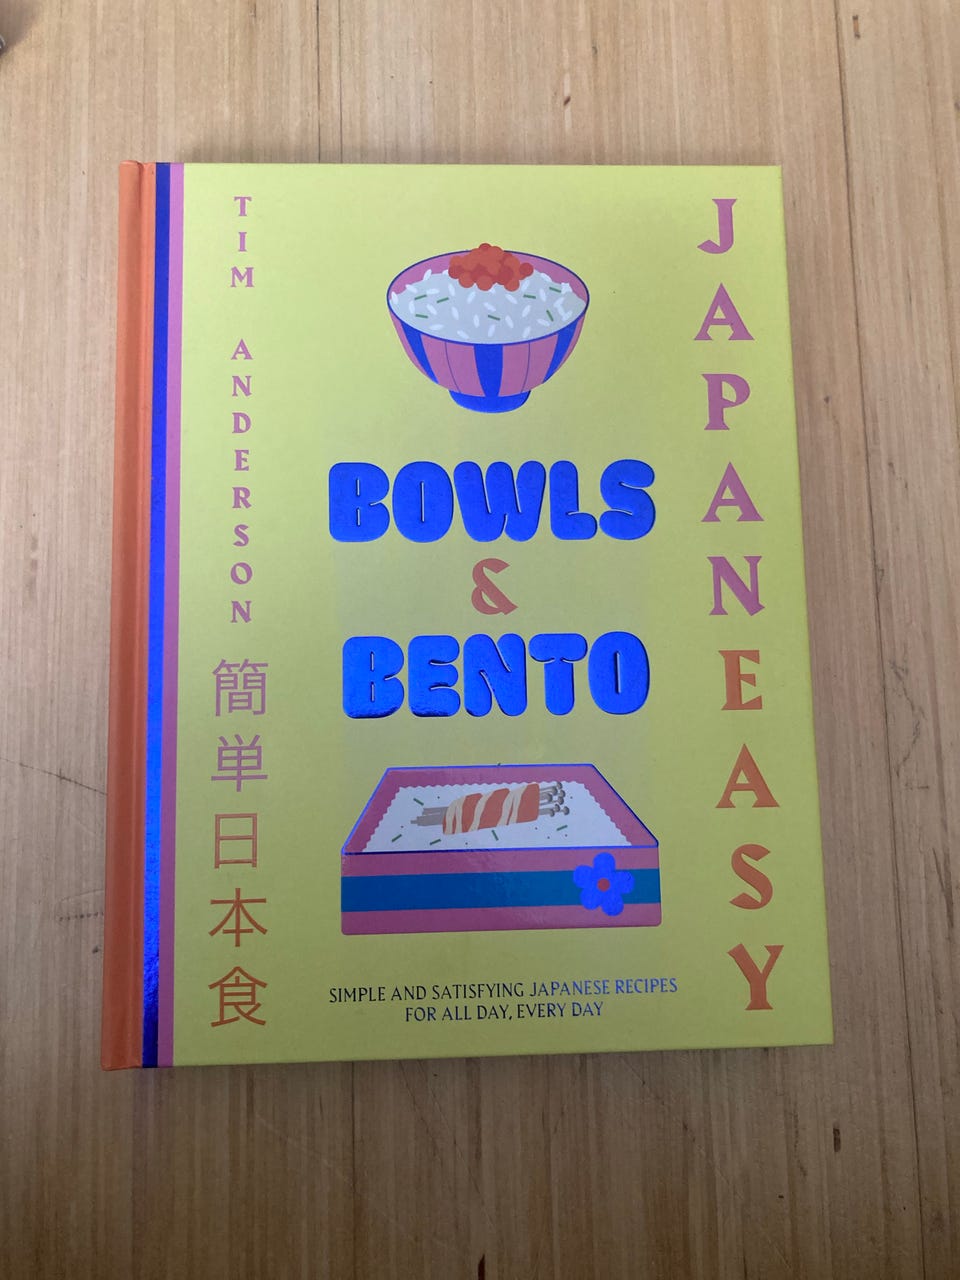 TIM ANDERSON
簡単日本食
BOWLS
&
BENTO
SIMPLE AND SATISFYING JAPANESE RECIPES
FOR ALL DAY, EVERY DAY
JAPANEASY